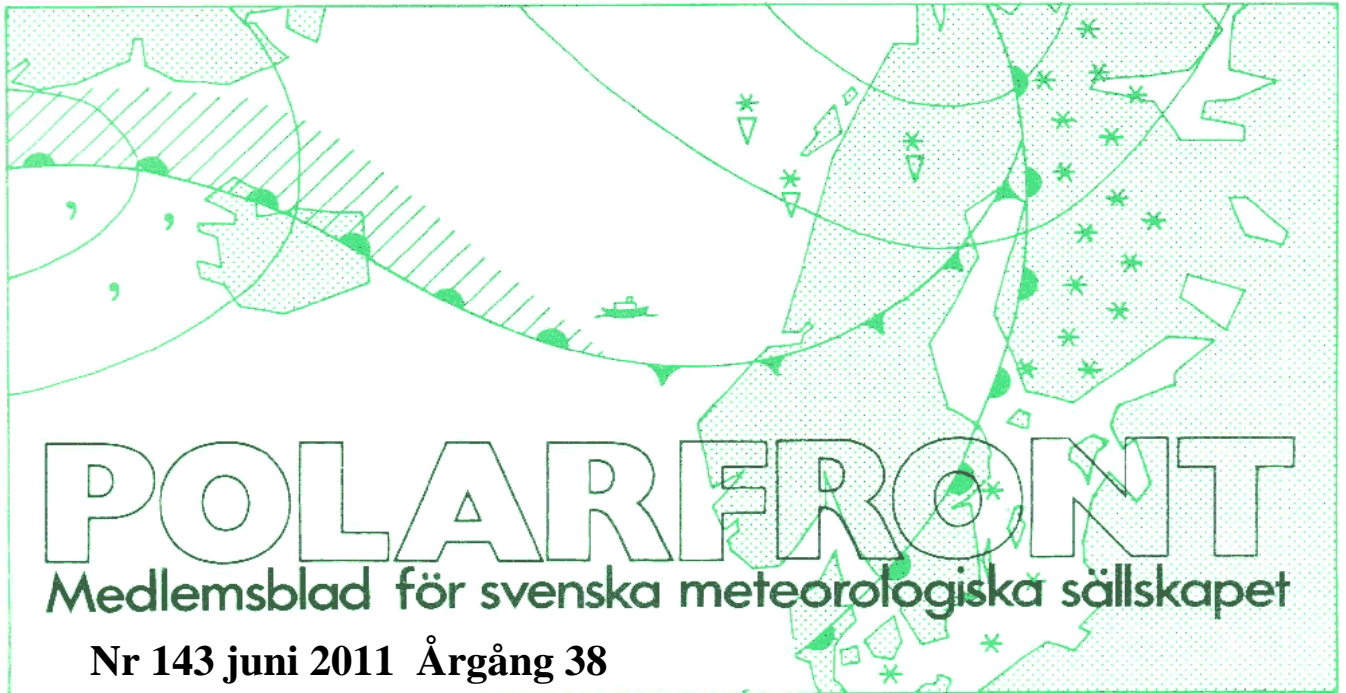 POLARFRONT
Medlemsblad för svenska meteorologiska sällskapet
Nr 143 juni 2011 Årgång 38